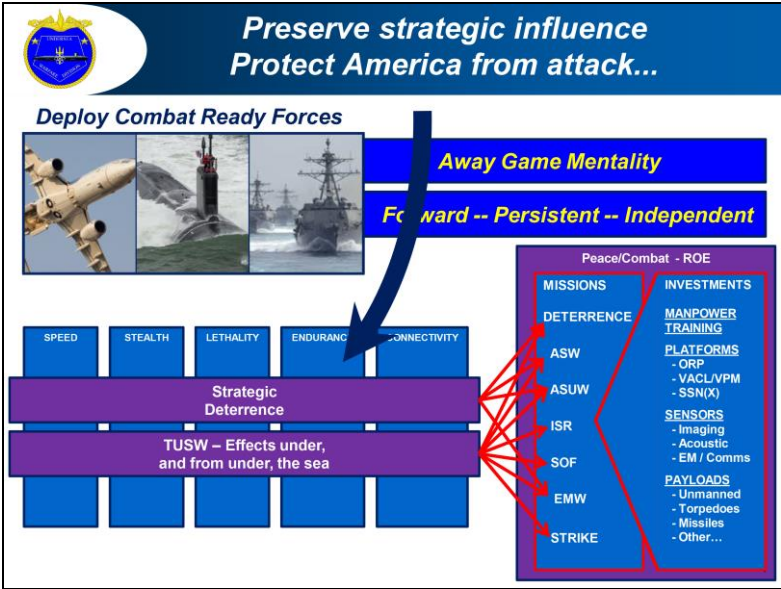 Preserve strategic influence
Protect America from attack...
Deploy Combat Ready Forces
Away Game Mentality
Forward -- Persistent -- Independent
SPEED
STEALTH
LETHALITY
ENDURANCE
CONNECTIVITY
Strategic
Deterrence
TUSW – Effects under,
and from under, the sea
Peace/Combat - ROE
MISSIONS
DETERRENCE
ASW
ASUW
ISR
SOF
EMW
STRIKE
INVESTMENTS
MANPOWER
TRAINING
PLATFORMS
- ORP
- VACL/VPM
- SSN(X)
SENSORS
- Imaging
- Acoustic
- EM / Comms
PAYLOADS
- Unmanned
- Torpedoes
- Missiles
- Other...